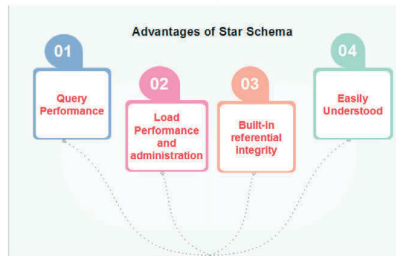 Advantages of Star Schema
01
Query
Performance
02
Load
Performance
and
administration
03
Built-in
referential
integrity
04
Easily
Understood